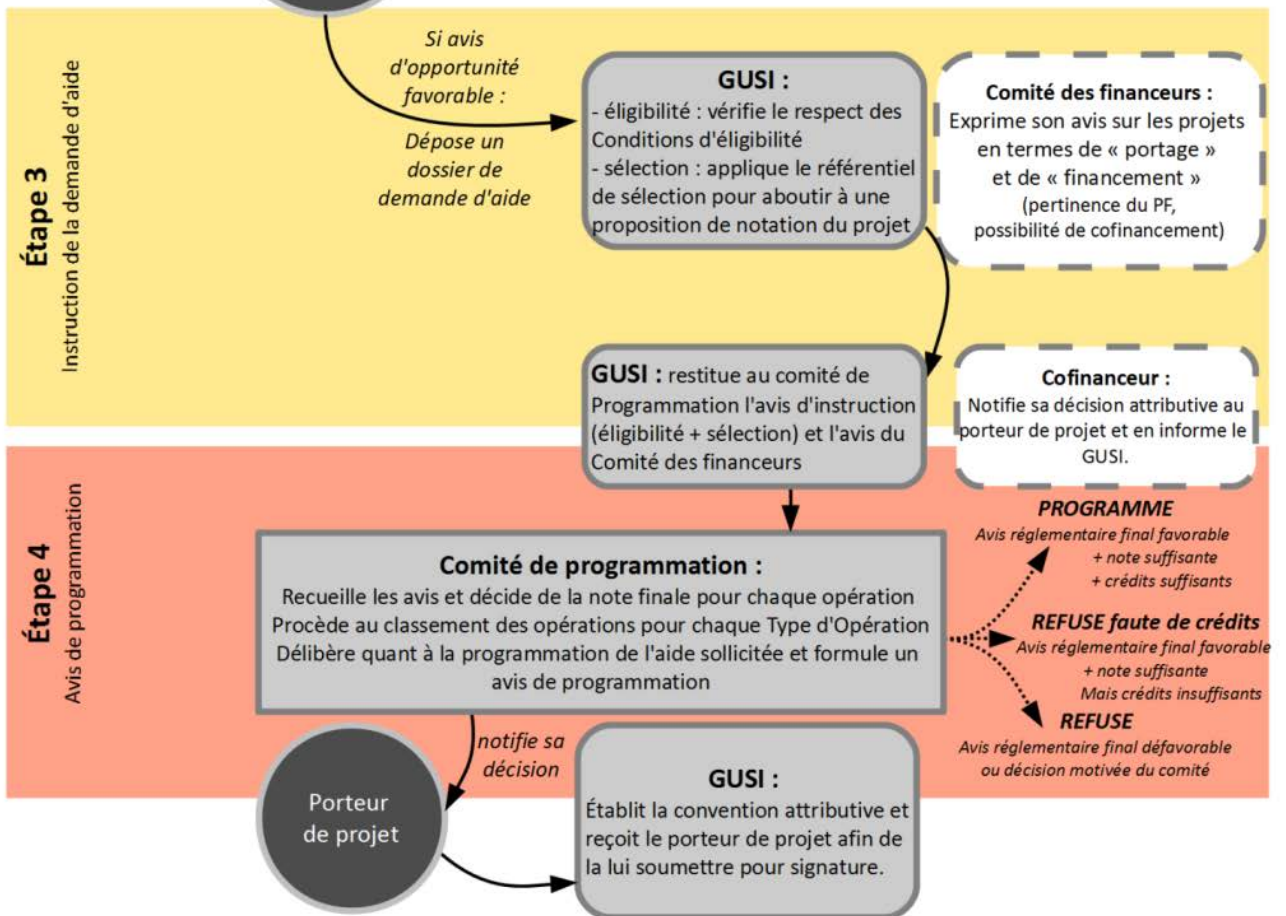 Étape 3
Instruction de la demande d'aide
Si avis
d'opportunité
favorable :
Dépose un
dossier de
demande d'aide
GUSI :
- éligibilité : vérifie le respect des
Conditions d'éligibilité
- sélection : applique le référentiel
de sélection pour aboutir à une
proposition de notation du projet
Comité des financeurs :
Exprime son avis sur les projets
en termes de « portage »
et de « financement »
(pertinence du PF,
possibilité de cofinancement)
GUSI : restitue au comité de
Programmation l'avis d'instruction
(éligibilité + sélection) et l'avis du
Comité des financeurs
Cofinanceur :
Notifie sa décision attributive au
porteur de projet et en informe le
GUSI.
Étape 4
Avis de programmation
Comité de programmation :
Recueille les avis et décide de la note finale pour chaque opération
Procède au classement des opérations pour chaque Type d'Opération
Délibère quant à la programmation de l'aide sollicitée et formule un
avis de programmation
PROGRAMME
Avis réglementaire final favorable
+ note suffisante
+ crédits suffisants
REFUSE faute de crédits
Avis réglementaire final favorable
+ note suffisante
Mais crédits insuffisants
REFUSE
Avis réglementaire final défavorable
ou décision motivée du comité
notifie sa
décision
Porteur
de projet
GUSI :
Établit la convention attributive et
reçoit le porteur de projet afin de
la lui soumettre pour signature.